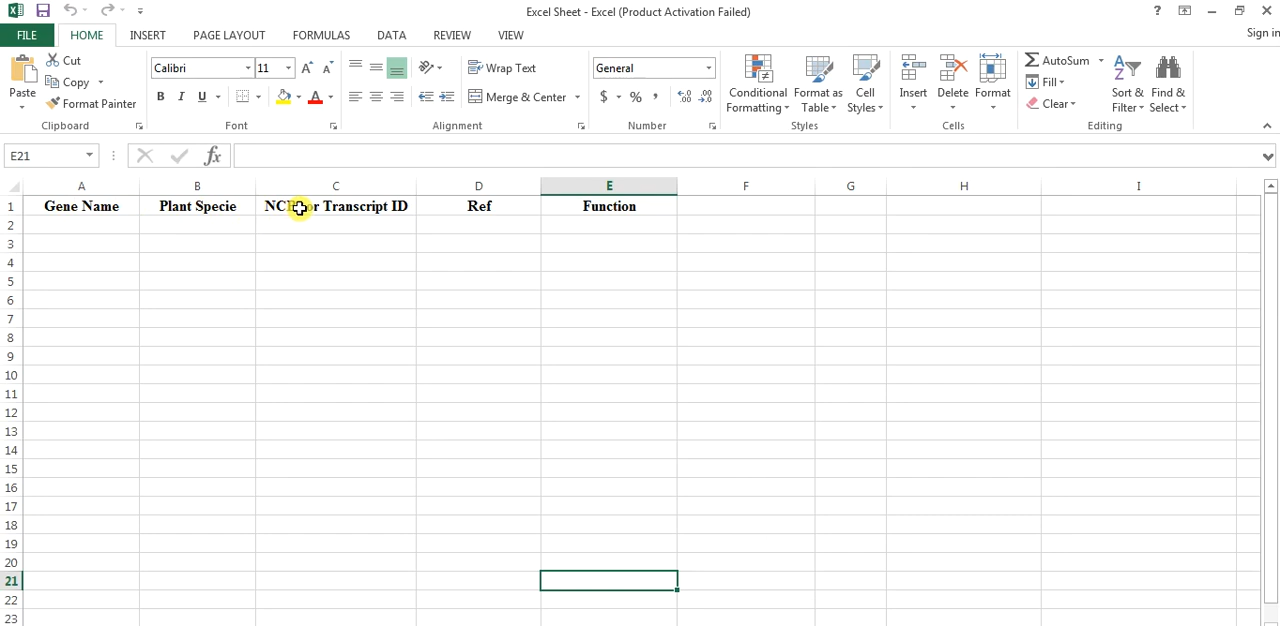 Excel Sheet - Excel (Product Activation Failed)
?
FILE HOME INSERT PAGE LAYOUT FORMULAS DATA REVIEW VIEW
Sign in
Paste
Cut
Copy
Format Painter
Clipboard
Calibri 11
A A
B I U A
Font
Wrap Text
Merge & Center
Alignment
General
$ % ,
Number
Conditional Formatting
Format as Table
Cell Styles
Styles
Insert Delete Format
Cells
AutoSum
Fill
Clear
Sort & Filter
Find & Select
Editing
E21 fx
A B C D E F G H I
1 Gene Name Plant Specie or Transcript ID Ref Function
2
3
4
5
6
7
8
9
10
11
12
13
14
15
16
17
18
19
20
21
22
23